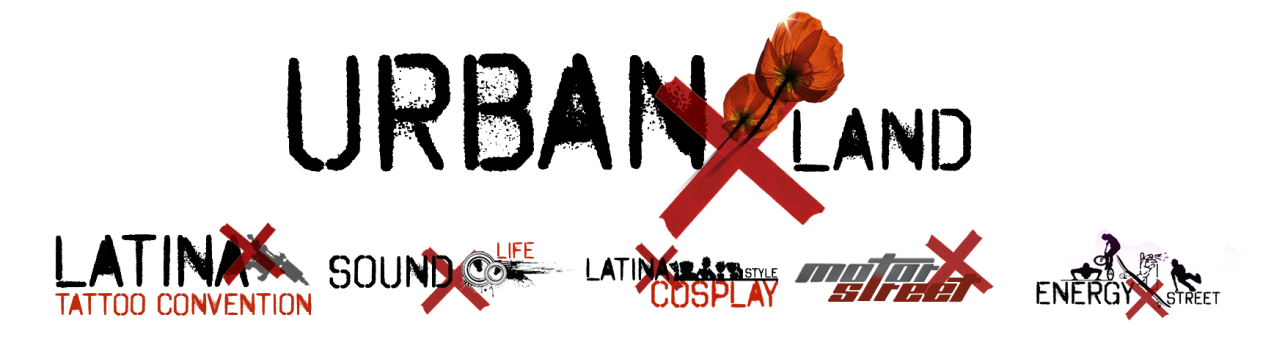 URBAN LAND
LATINA
TATTOO CONVENTION
SOUND LIFE
LATINA STYLE
COSPLAY
motor
street
ENERGY STREET